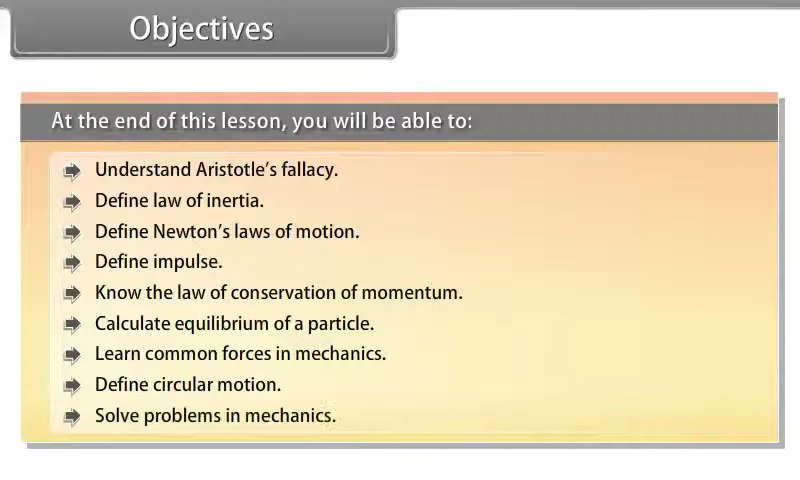 Objectives
At the end of this lesson, you will be able to:
Understand Aristotle's fallacy.
Define law of inertia.
Define Newton's laws of motion.
Define impulse.
Know the law of conservation of momentum.
Calculate equilibrium of a particle.
Learn common forces in mechanics.
Define circular motion.
Solve problems in mechanics.